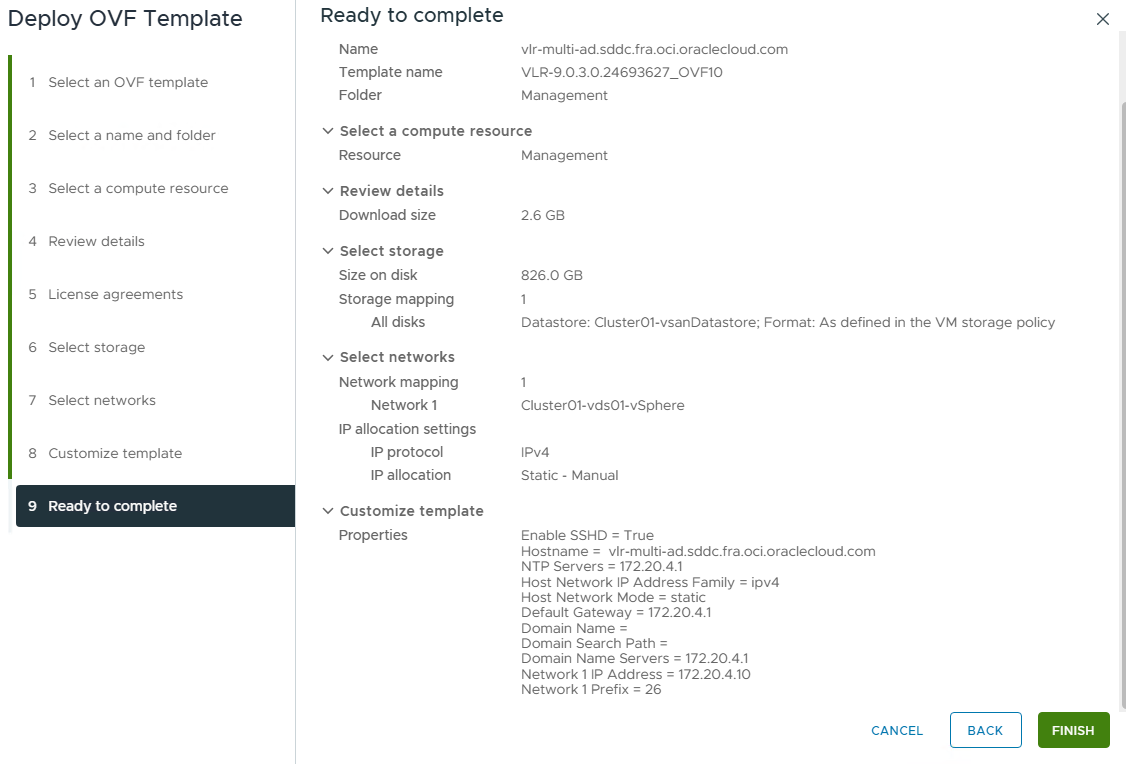 Deploy OVF Template
1 Select an OVF template
2 Select a name and folder
3 Select a compute resource
4 Review details
5 License agreements
6 Select storage
7 Select networks
8 Customize template
9 Ready to complete
Ready to complete
Name vlr-multi-ad.sddc.fra.oci.oraclecloud.com
Template name VLR-9.0.3.0.24693627_OVF10
Folder Management
Select a compute resource
Resource Management
Review details
Download size 2.6 GB
Select storage
Size on disk 826.0 GB
Storage mapping 1
All disks Datastore: Cluster01-vsanDatastore; Format: As defined in the VM storage policy
Select networks
Network mapping 1
Network 1 Cluster01-vds01-vSphere
IP allocation settings
IP protocol IPv4
IP allocation Static - Manual
Customize template
Properties Enable SSHD = True
Hostname = vlr-multi-ad.sddc.fra.oci.oraclecloud.com
NTP Servers = 172.20.4.1
Host Network IP Address Family = ipv4
Host Network Mode = static
Default Gateway = 172.20.4.1
Domain Name =
Domain Search Path =
Domain Name Servers = 172.20.4.1
Network 1 IP Address = 172.20.4.10
Network 1 Prefix = 26
CANCEL BACK FINISH